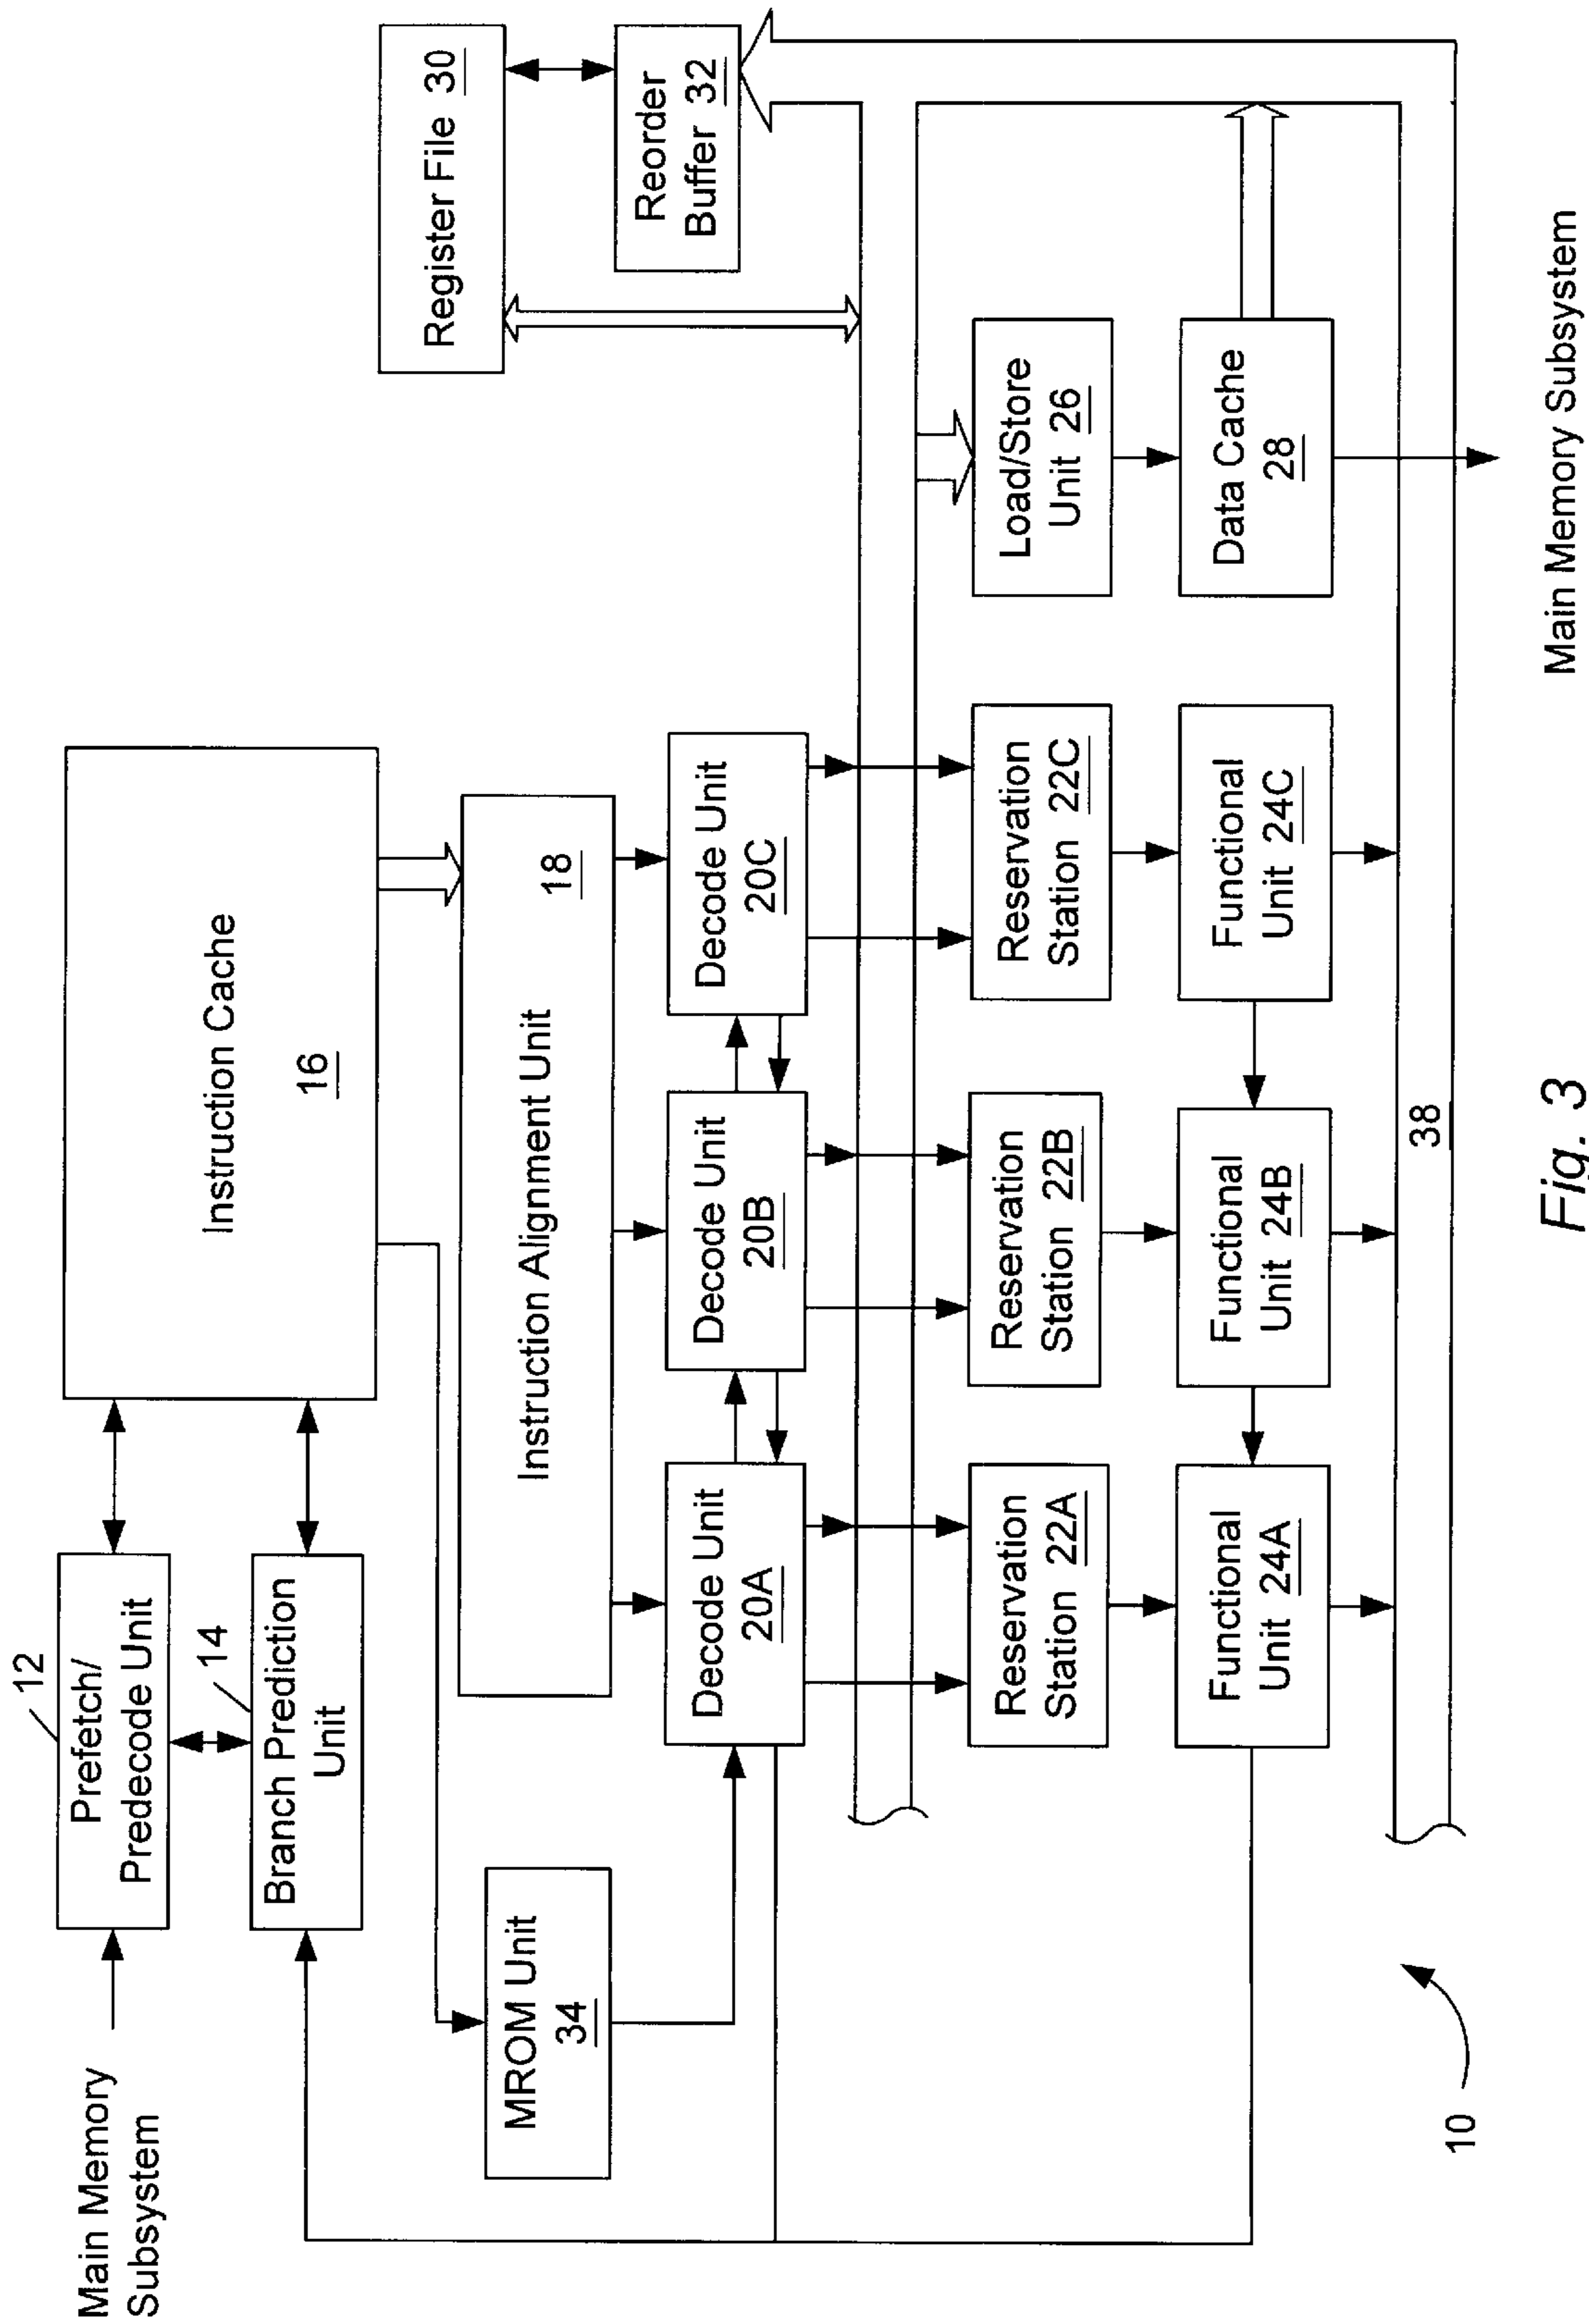 Main Memory
Subsystem
12
Prefetch/
Predecode Unit
14
Branch Prediction
Unit
Instruction Cache
16
Register File 30
Reorder
Buffer 32
MROM Unit
34
Instruction Alignment Unit
18
Decode Unit
20A
Decode Unit
20B
Decode Unit
20C
Reservation
Station 22A
Reservation
Station 22B
Reservation
Station 22C
Load/Store
Unit 26
Functional
Unit 24A
Functional
Unit 24B
Functional
Unit 24C
Data Cache
28
38
10
Main Memory Subsystem
Fig. 3